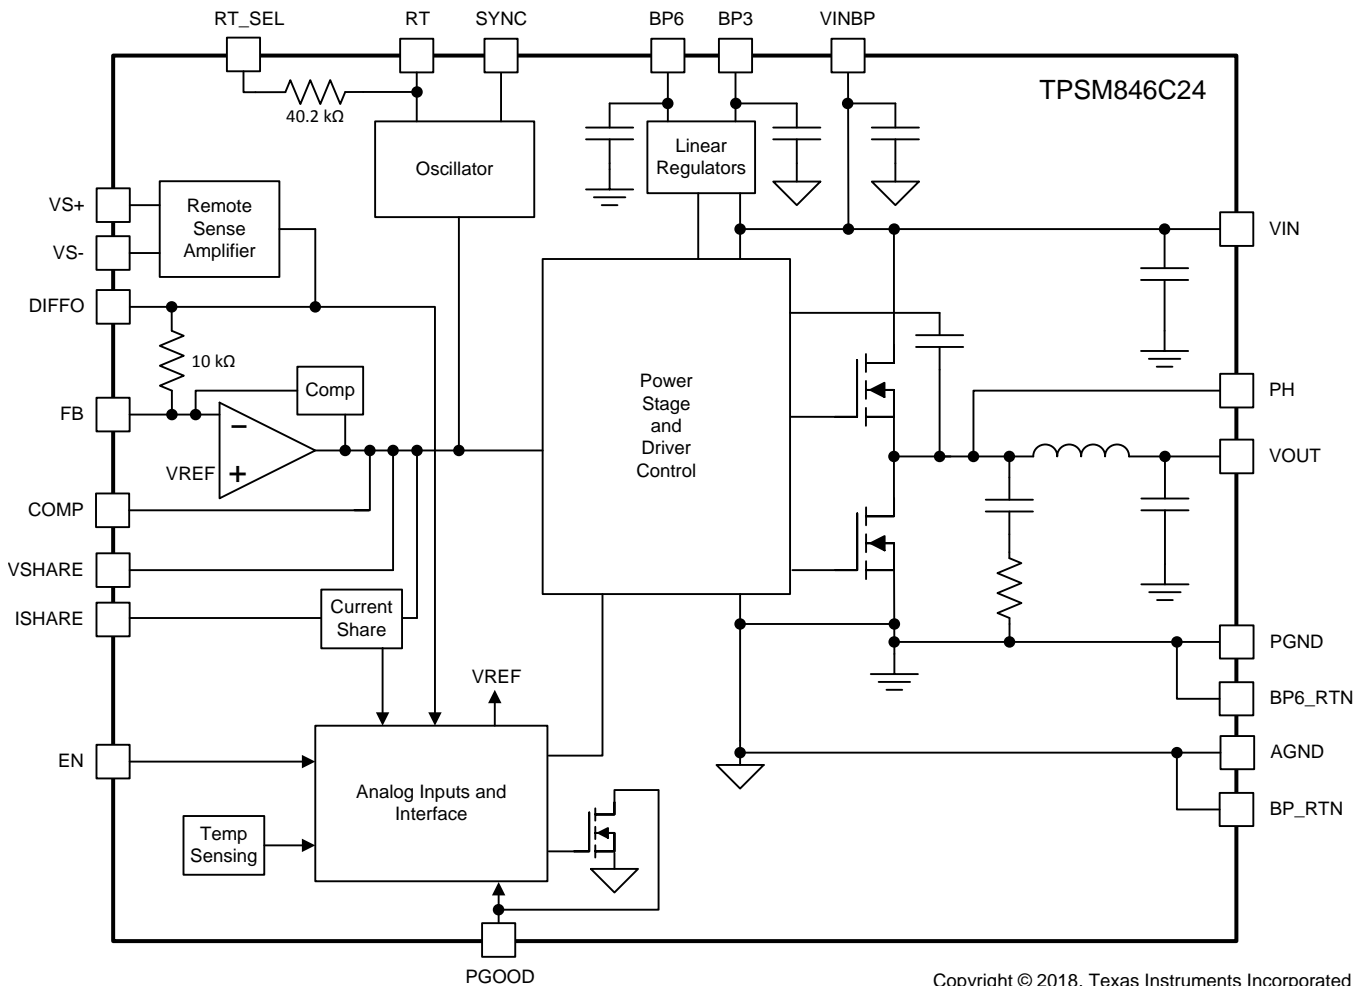 RT_SEL
RT
SYNC
BP6
BP3
VINBP
TPSM846C24
40.2 kΩ
Oscillator
Linear
Regulators
VS+
VS-
Remote
Sense
Amplifier
VIN
DIFFO
10 kΩ
Comp
FB
VREF
COMP
Power
Stage
and
Driver
Control
PH
VOUT
VSHARE
ISHARE
Current
Share
VREF
PGND
BP6_RTN
AGND
BP_RTN
EN
Analog Inputs and
Interface
Temp
Sensing
PGOOD
Copyright © 2018, Texas Instruments Incorporated